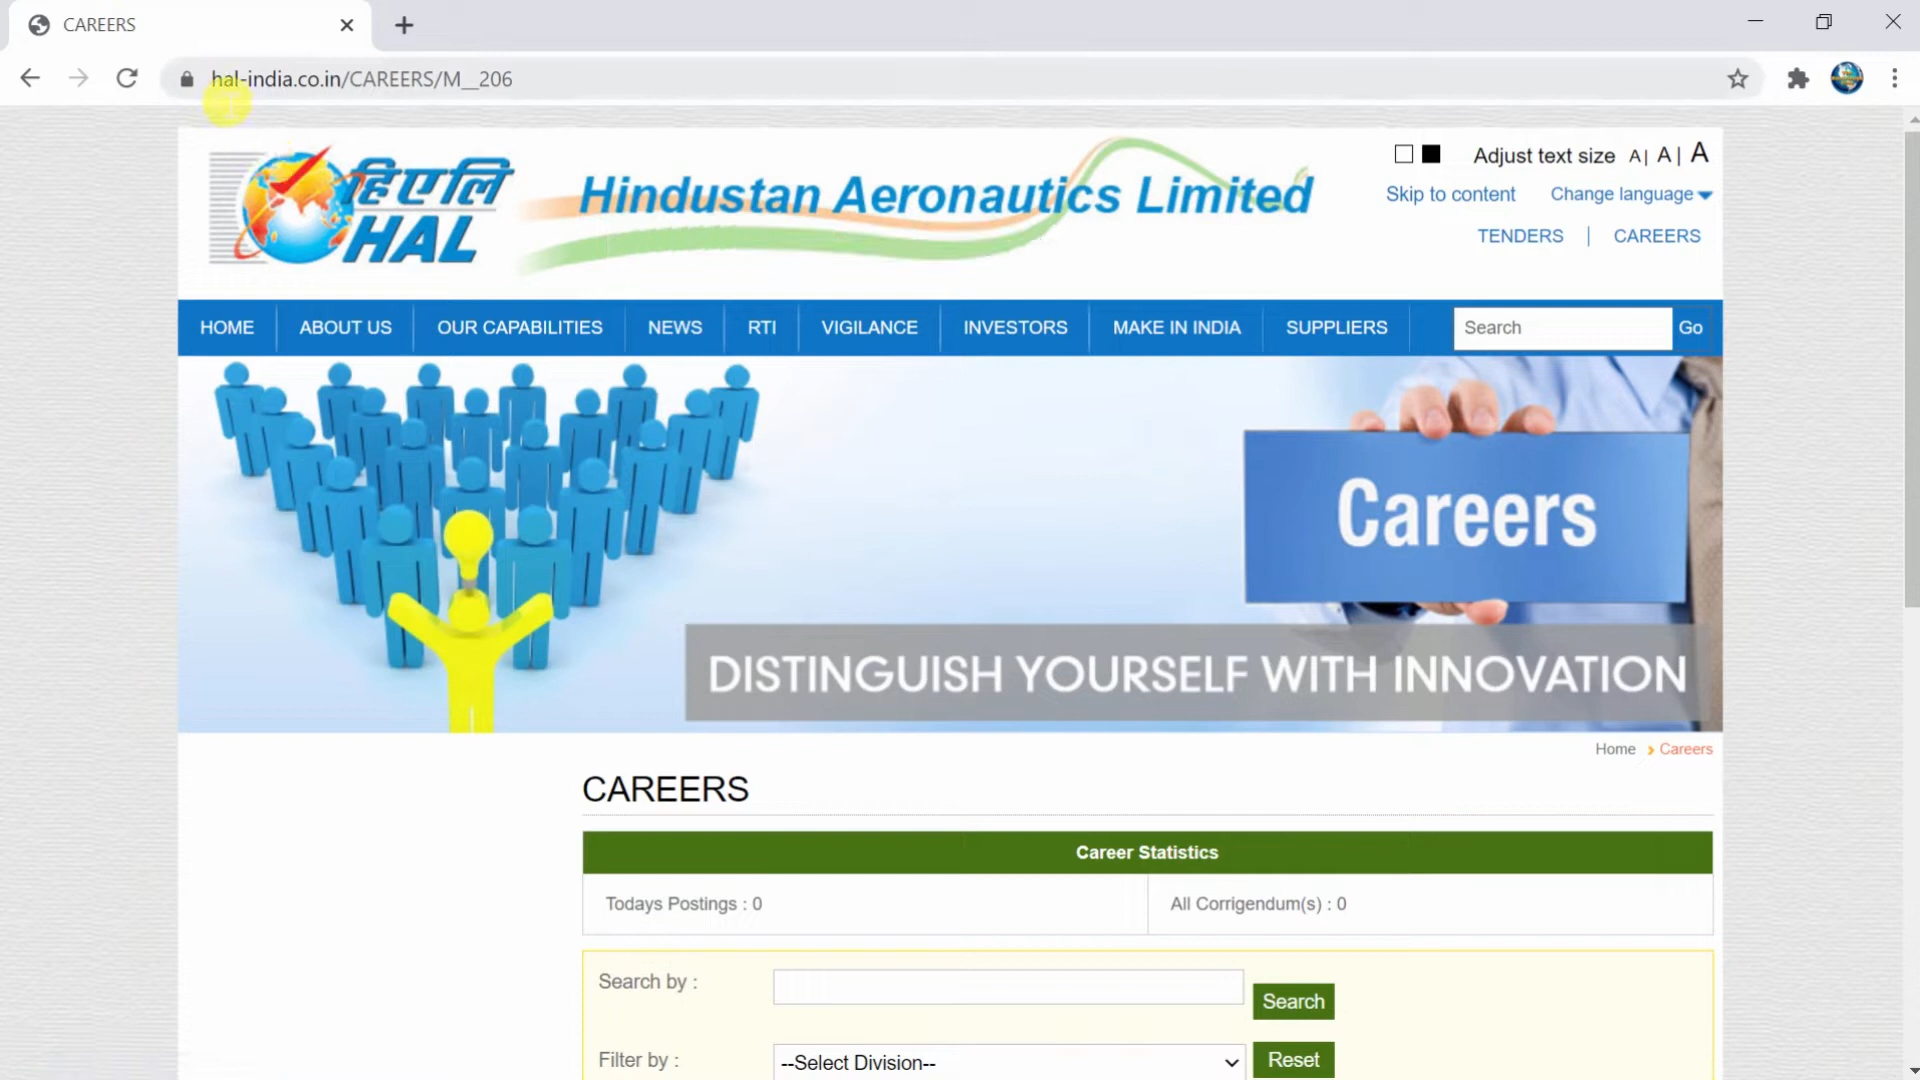 CAREERS
hal-india.co.in/CAREERS/M__206
हिएलि
HAL
Hindustan Aeronautics Limited
Adjust text size A| A| A
Skip to content Change language
TENDERS | CAREERS
HOME ABOUT US OUR CAPABILITIES NEWS RTI VIGILANCE INVESTORS MAKE IN INDIA SUPPLIERS Search Go
Careers
DISTINGUISH YOURSELF WITH INNOVATION
Home Careers
CAREERS
Career Statistics
Todays Postings : 0 All Corrigendum(s) : 0
Search by : Search
Filter by : --Select Division-- Reset